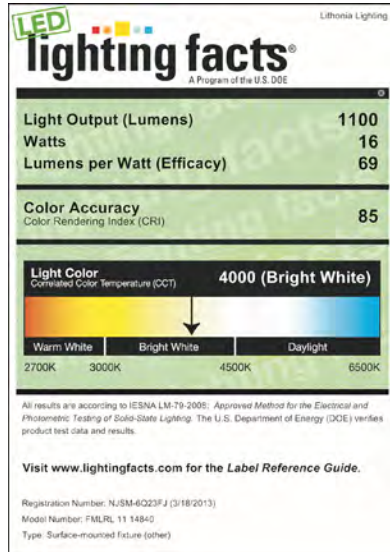 Lithonia Lighting
LED
lighting facts®
A Program of the U.S. DOE
Light Output (Lumens) 1100
Watts 16
Lumens per Watt (Efficacy) 69
Color Accuracy
Color Rendering Index (CRI) 85
Light Color
Correlated Color Temperature (CCT) 4000 (Bright White)
Warm White Bright White Daylight
2700K 3000K 4500K 6500K
All results are according to IESNA LM-79-2008: Approved Method for the Electrical and
Photometric Testing of Solid-State Lighting. The U.S. Department of Energy (DOE) verifies
product test data and results.
Visit www.lightingfacts.com for the Label Reference Guide.
Registration Number: NJSM-6Q23FJ (3/18/2013)
Model Number: FMLRL 11 14840
Type: Surface-mounted fixture (other)